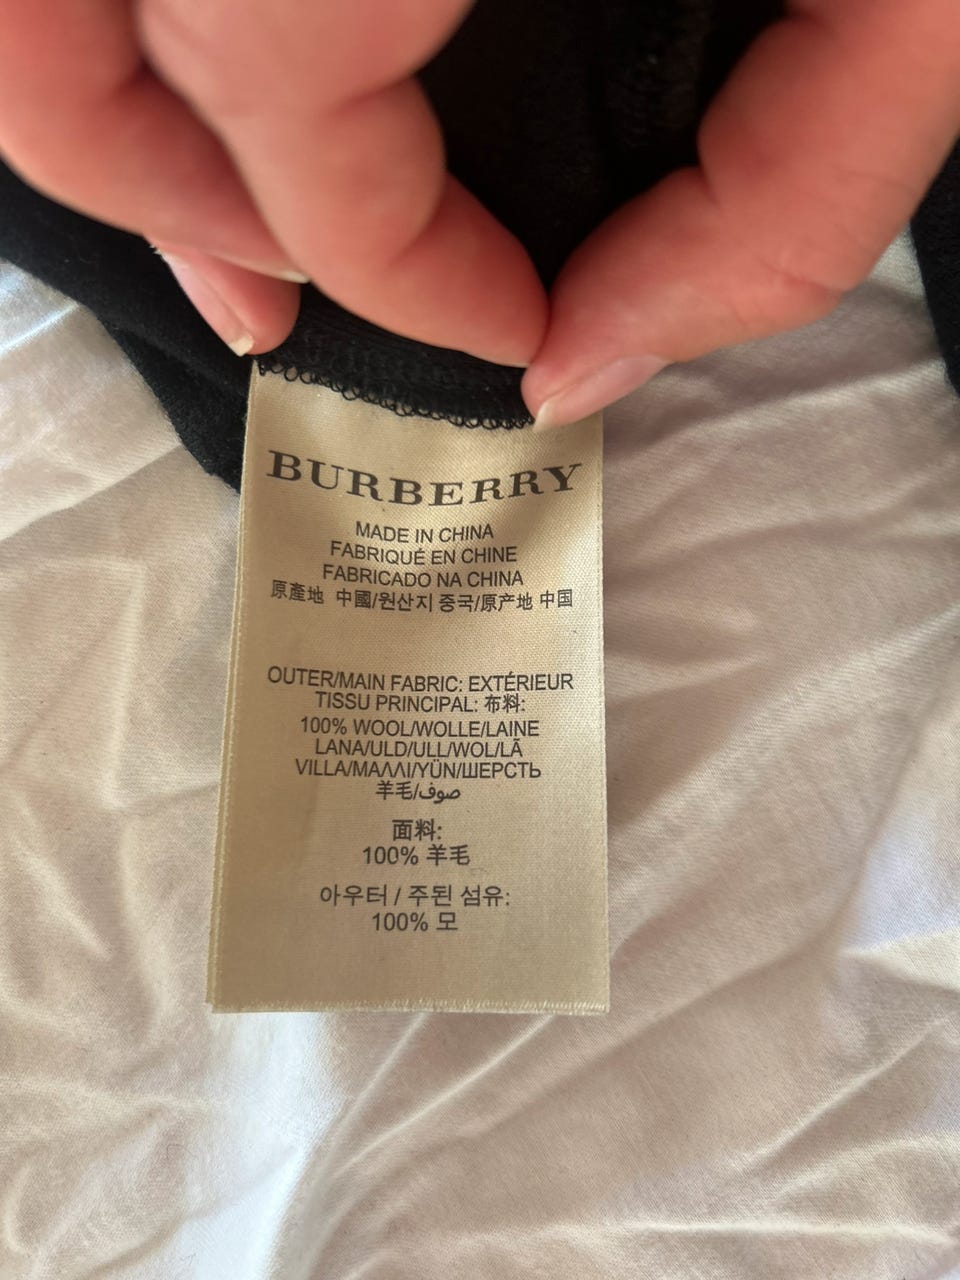 BURBERRY
MADE IN CHINA
FABRIQUÉ EN CHINE
FABRICADO NA CHINA
原產地 中國/원산지 중국/原产地 中国
OUTER/MAIN FABRIC: EXTÉRIEUR
TISSU PRINCIPAL: 布料:
100% WOOL/WOLLE/LAINE
LANA/ULD/ULL/WOL/LÃ
VILLA/ΜΑΛΛΙ/YÜN/ШЕРСТЬ
羊毛/صوف
面料:
100% 羊毛
아우터 / 주된 섬유:
100% 모